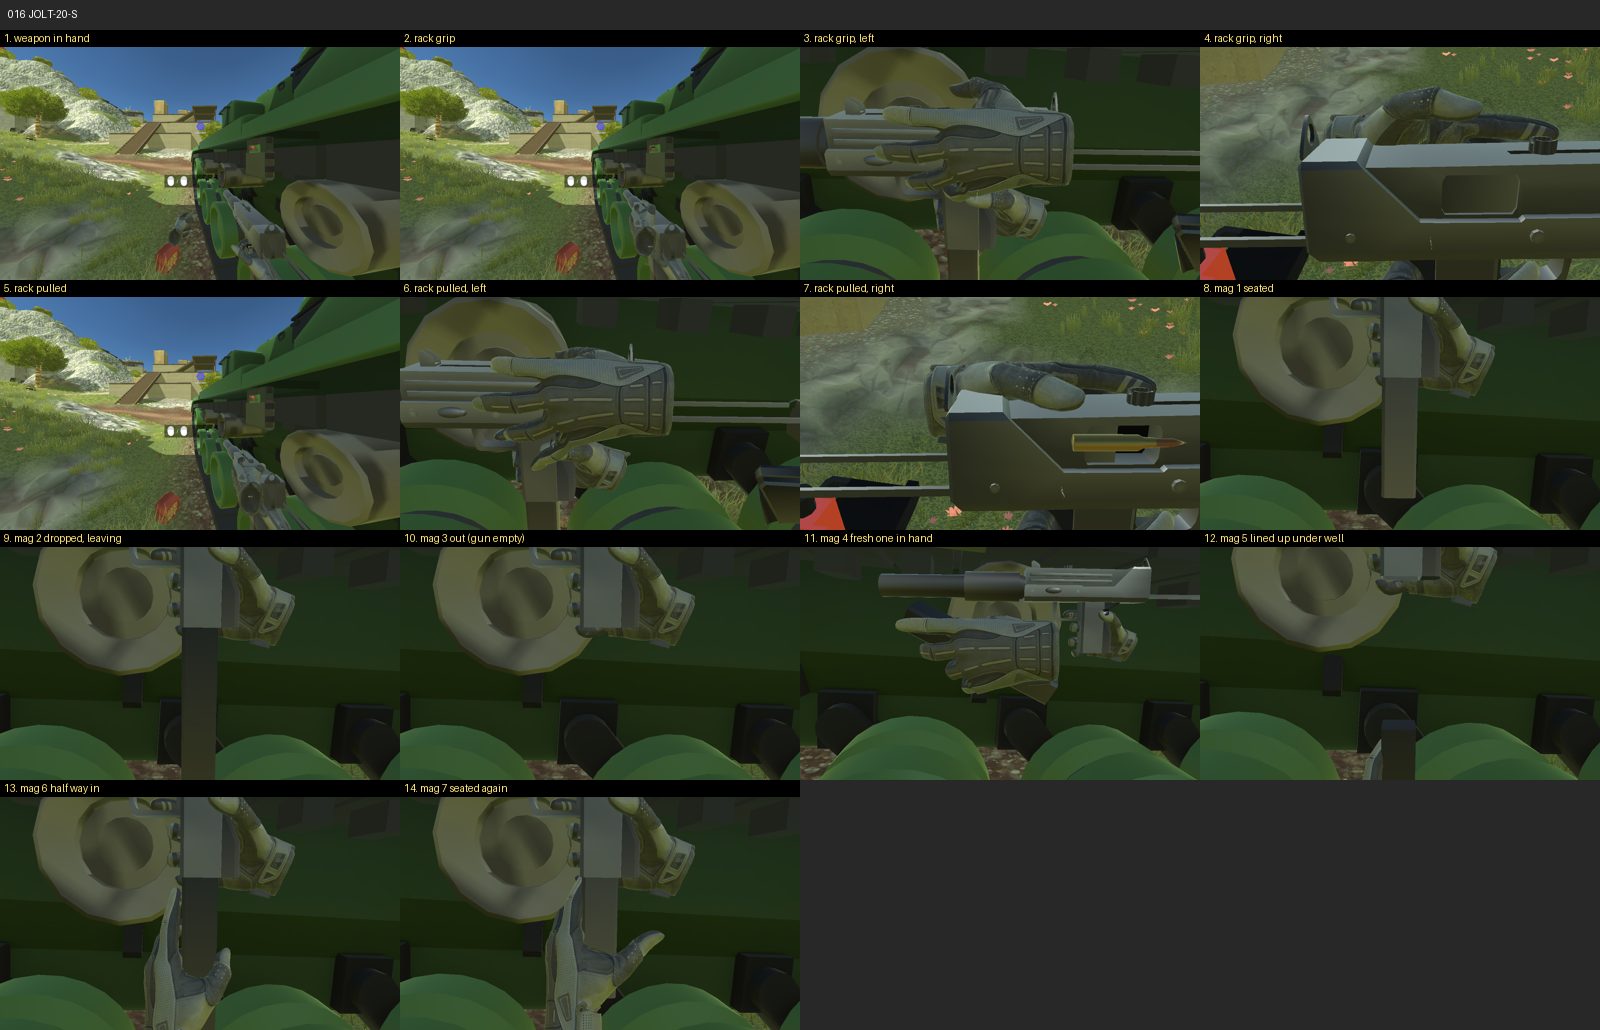 016 JOLT-20-S
1. weapon in hand
2. rack grip
3. rack grip, left
4. rack grip, right
5. rack pulled
6. rack pulled, left
7. rack pulled, right
8. mag 1 seated
9. mag 2 dropped, leaving
10. mag 3 out (gun empty)
11. mag 4 fresh one in hand
12. mag 5 lined up under well
13. mag 6 half way in
14. mag 7 seated again